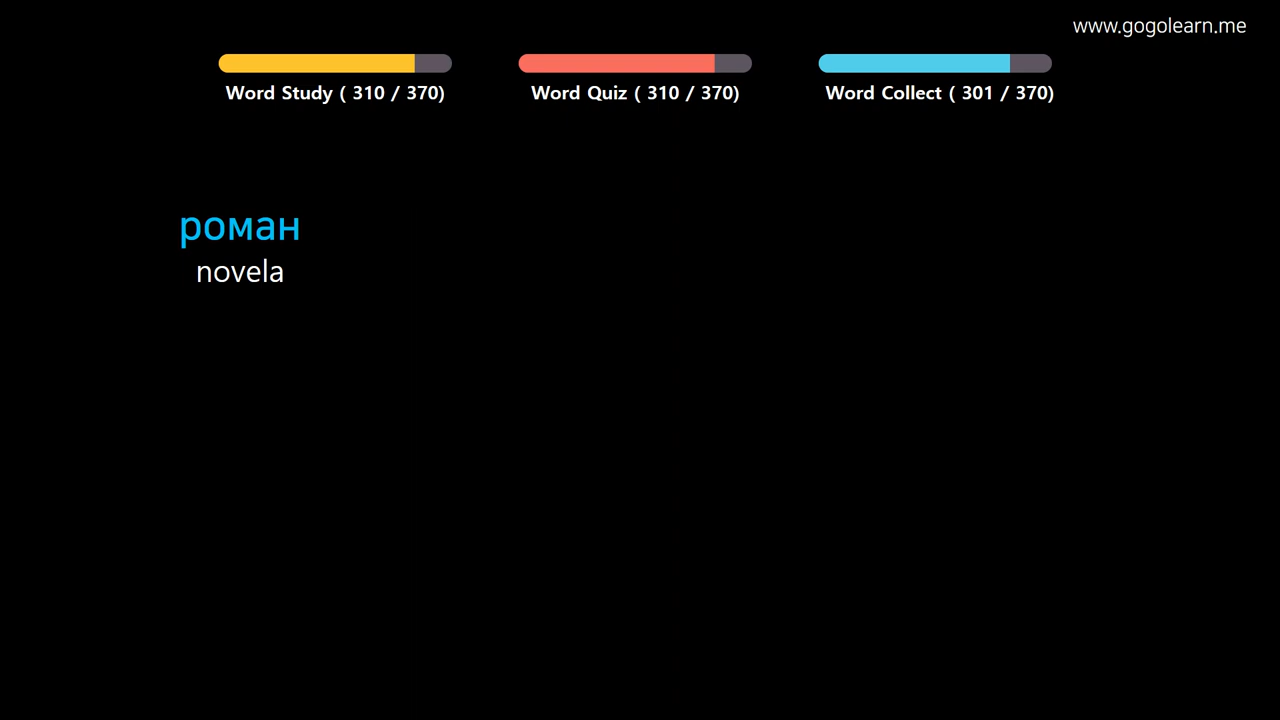 www.gogolearn.me
Word Study ( 310 / 370)
Word Quiz ( 310 / 370)
Word Collect ( 301 / 370)
роман
novela